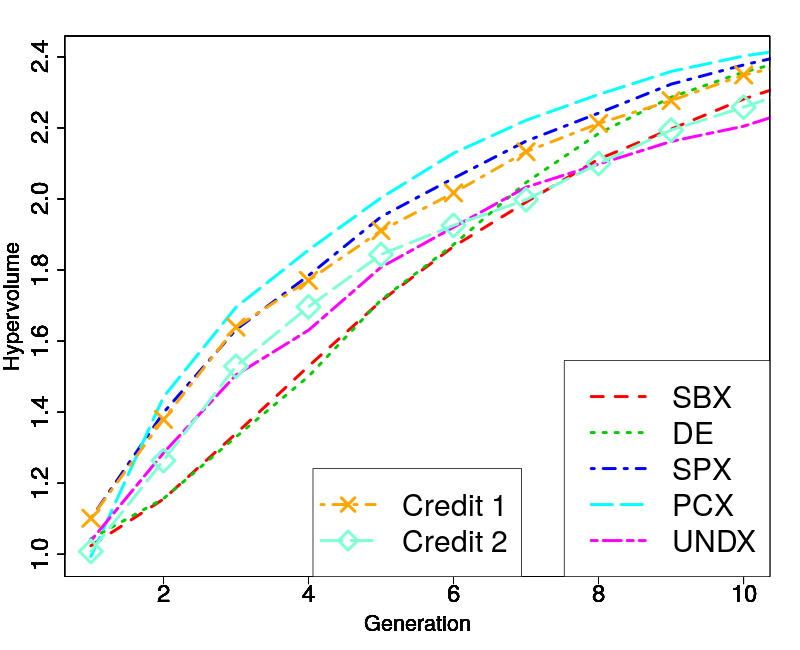 2.4
2.2
2.0
1.8
1.6
1.4
1.2
1.0
Hypervolume
SBX
DE
SPX
PCX
UNDX
Credit 1
Credit 2
2 4 6 8 10
Generation